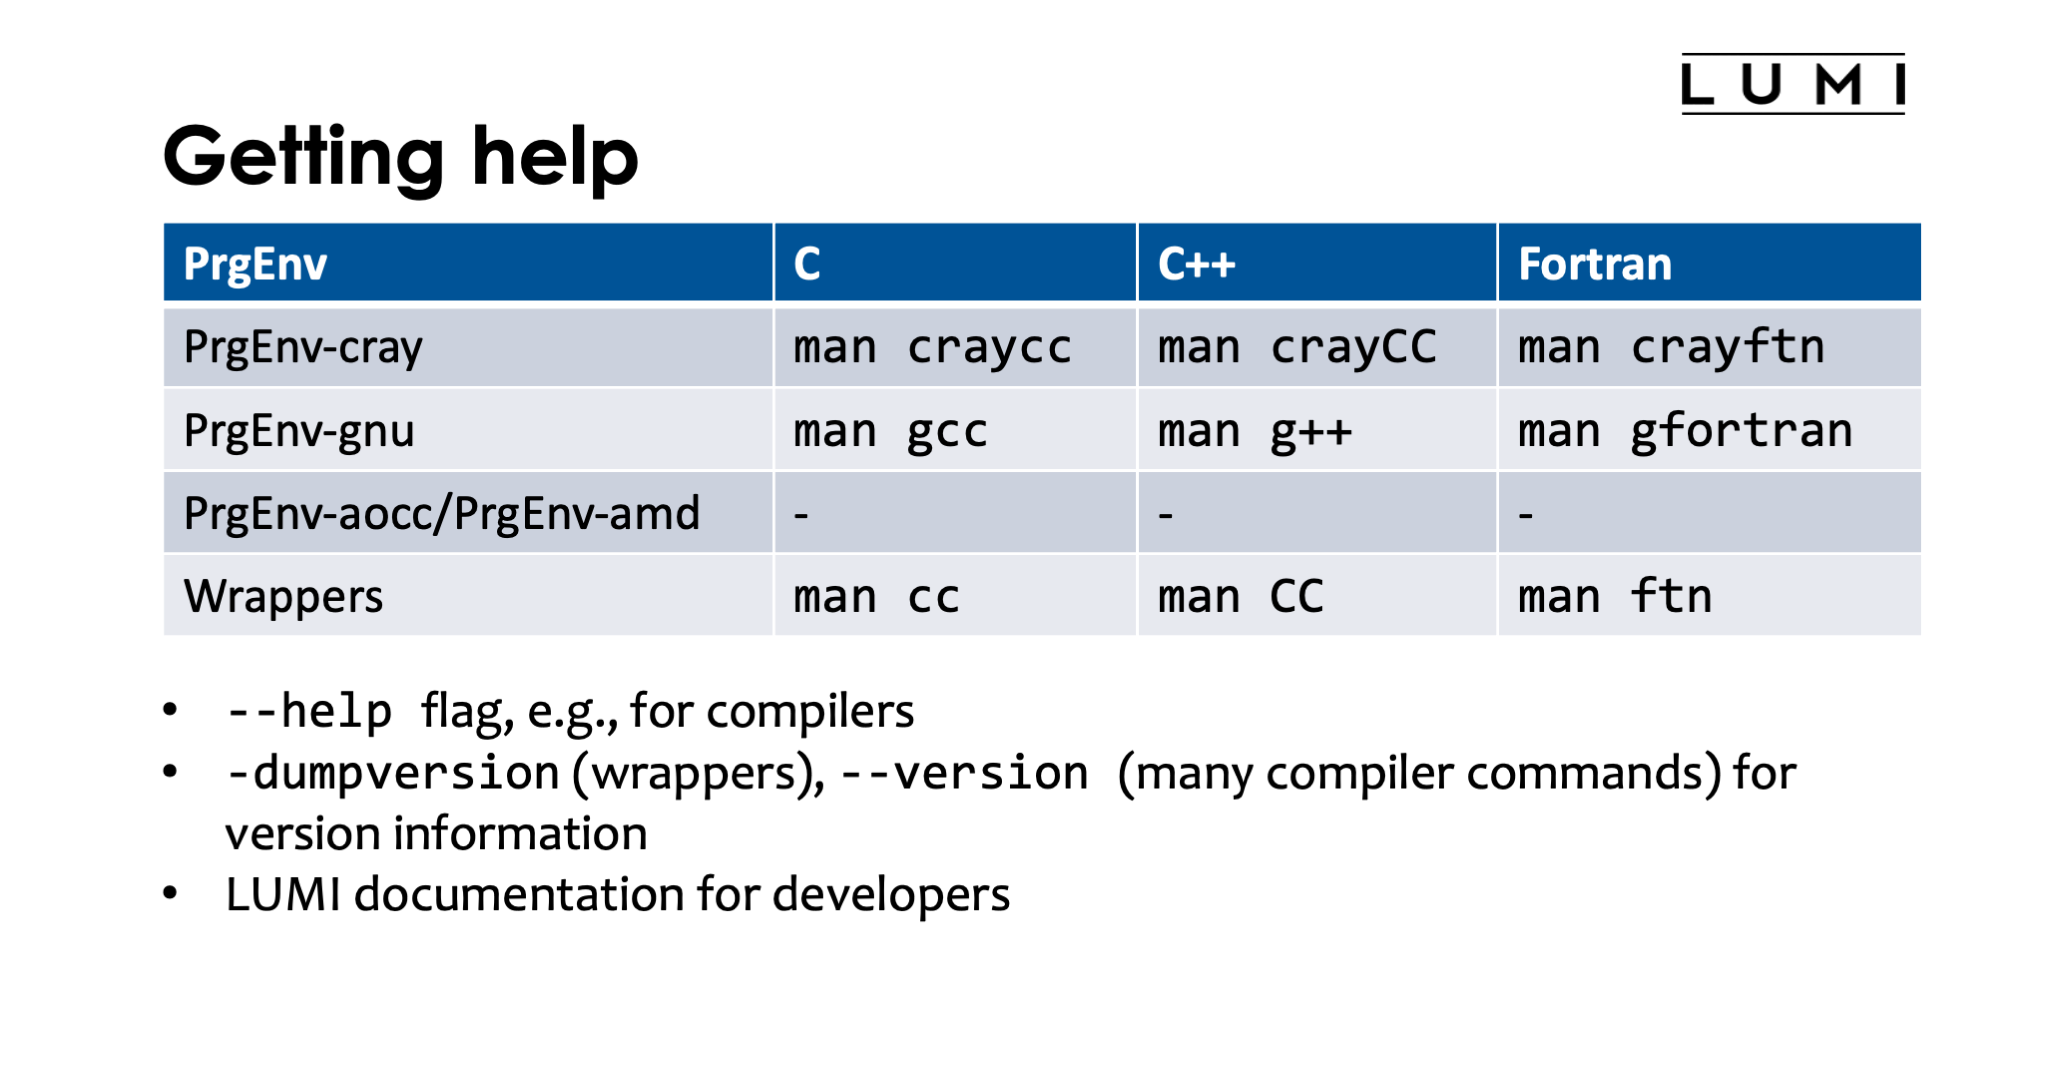 LUMI
Getting help
PrgEnv C C++ Fortran
PrgEnv-cray man craycc man crayCC man crayftn
PrgEnv-gnu man gcc man g++ man gfortran
PrgEnv-aocc/PrgEnv-amd - - -
Wrappers man cc man CC man ftn
• --help flag, e.g., for compilers
• -dumpversion (wrappers), --version (many compiler commands) for
version information
• LUMI documentation for developers